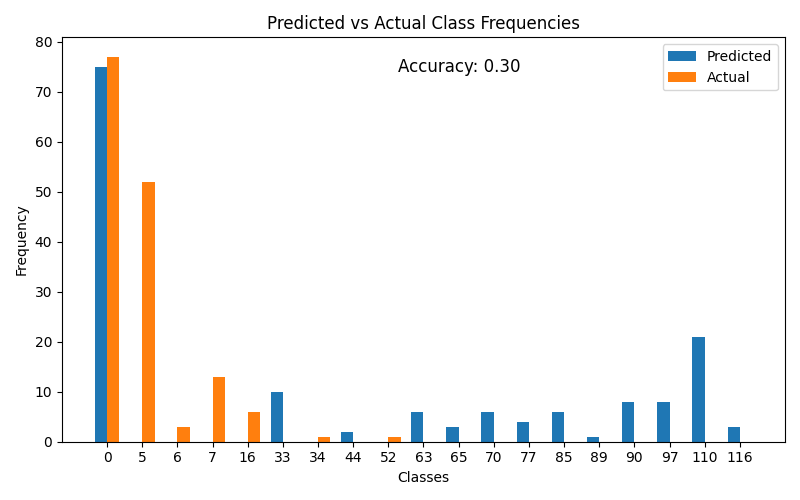 Predicted vs Actual Class Frequencies
Accuracy: 0.30
Predicted
Actual
Frequency
80
70
60
50
40
30
20
10
0
0 5 6 7 16 33 34 44 52 63 65 70 77 85 89 90 97 110 116
Classes